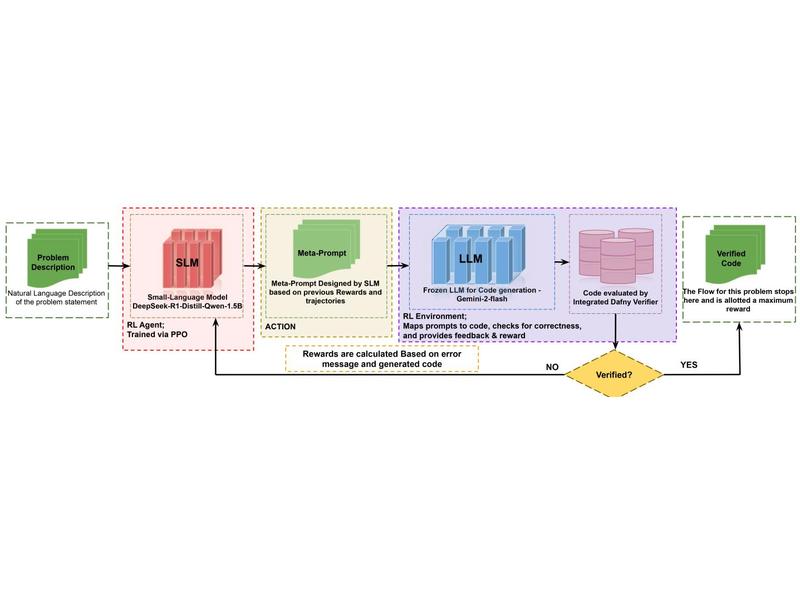 Problem
Description
Natural Language Description
of the problem statement
SLM
Small-Language Model
DeepSeek-R1-Distill-Qwen-1.5B
RL Agent;
Trained via PPO
Meta-Prompt
Meta-Prompt Designed by SLM
based on previous Rewards and
trajectories
ACTION
LLM
Frozen LLM for Code generation -
Gemini-2-flash
Code evaluated by
Integrated Dafny Verifier
RL Environment;
Maps prompts to code, checks for correctness,
and provides feedback & reward
Verified
Code
The Flow for this problem stops
here and is allotted a maximum
reward
Rewards are calculated Based on error
message and generated code
NO
Verified?
YES